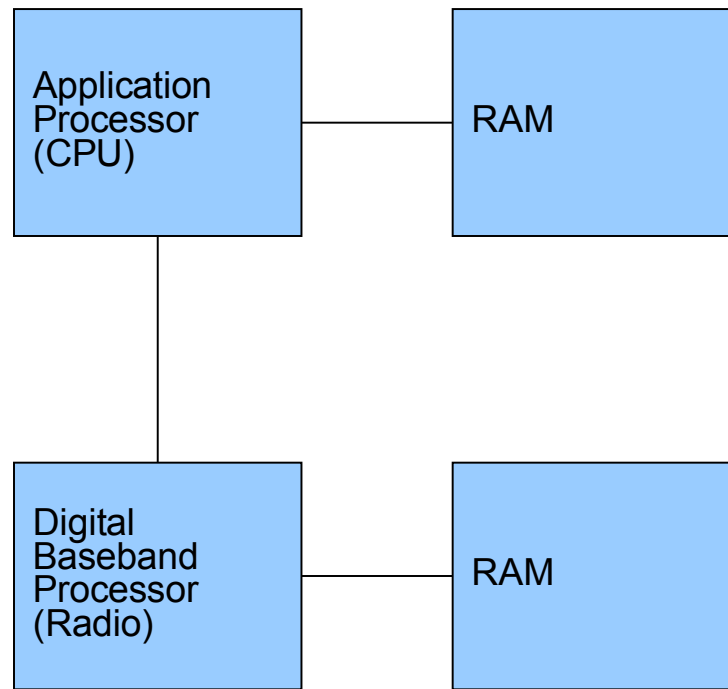 Application
Processor
(CPU)
RAM
Digital
Baseband
Processor
(Radio)
RAM